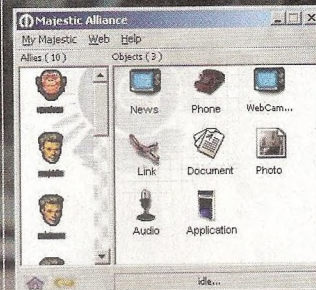 Majestic Alliance
My Majestic Web Help
Allies ( 10 )
Objects ( 3 )
News Phone WebCam...
Link Document Photo
Audio Application
idle...